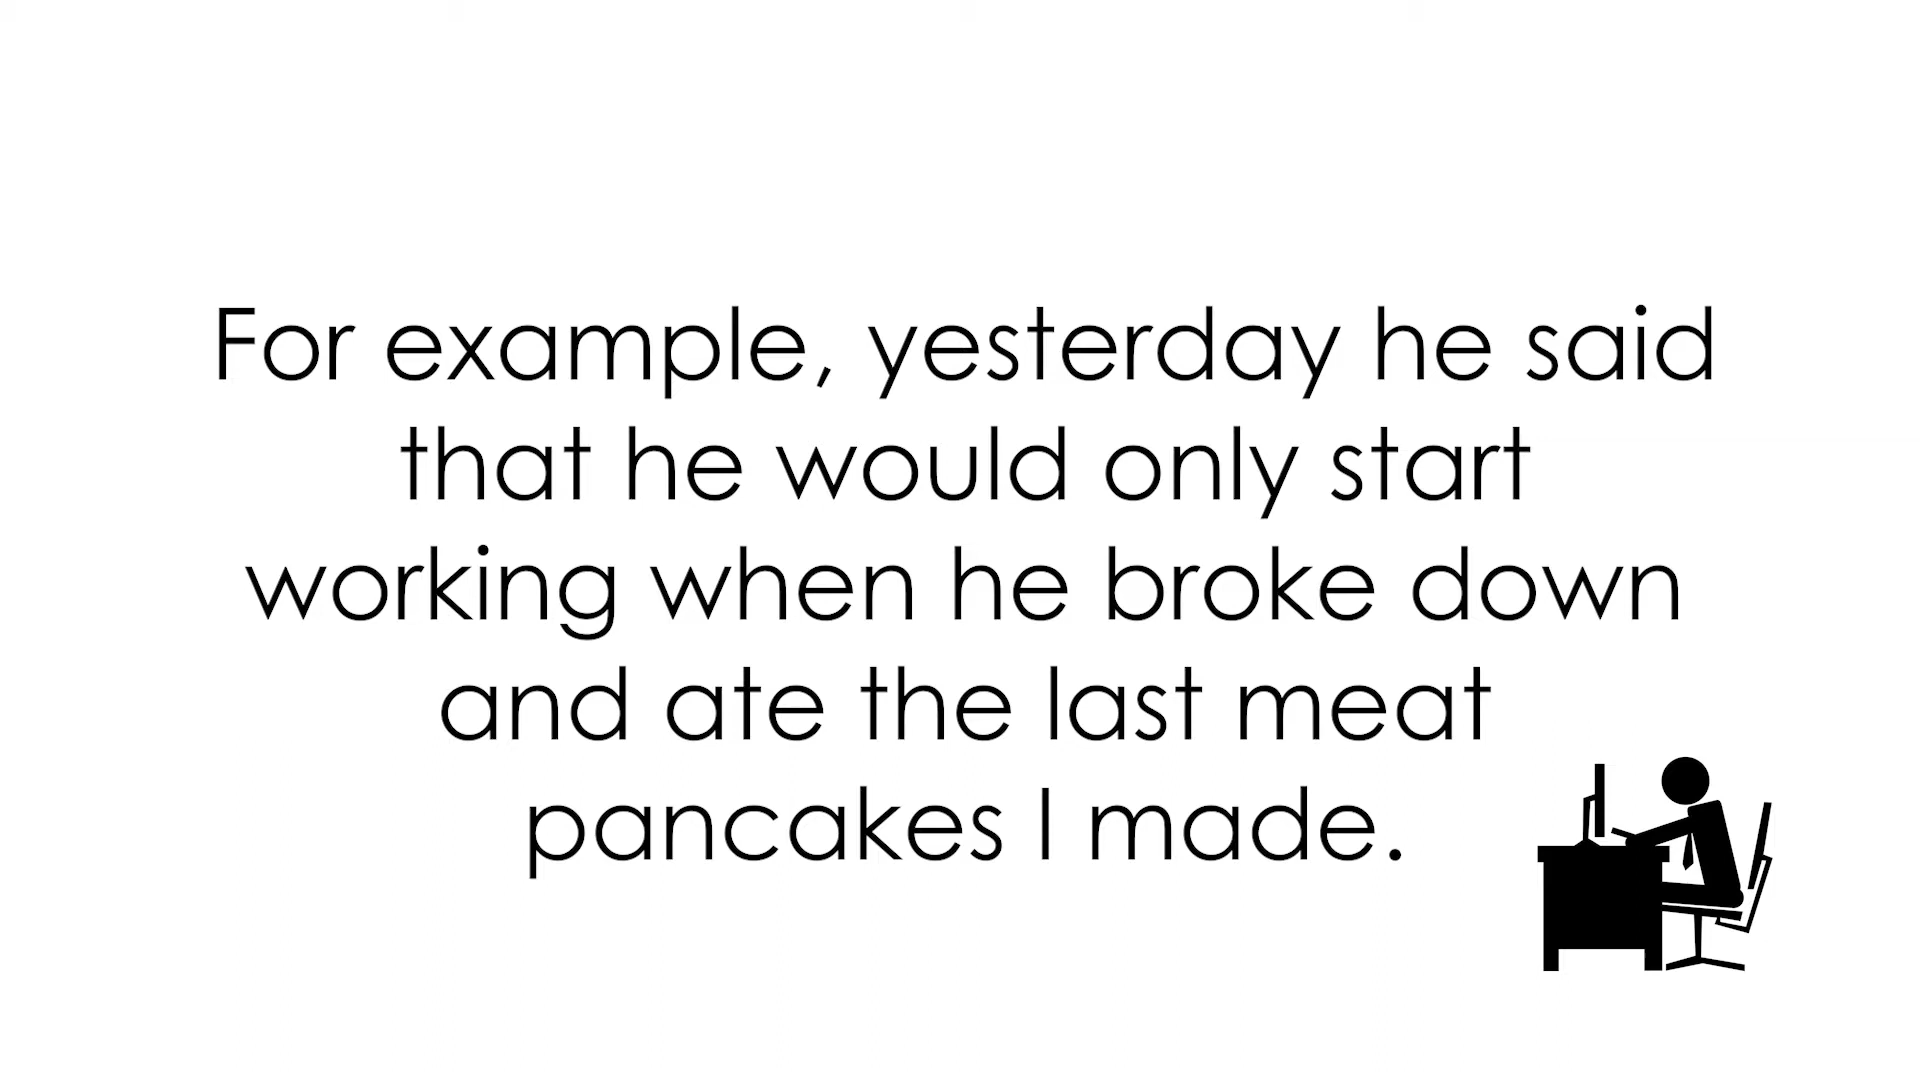 For example, yesterday he said
that he would only start
working when he broke down
and ate the last meat
pancakes I made.